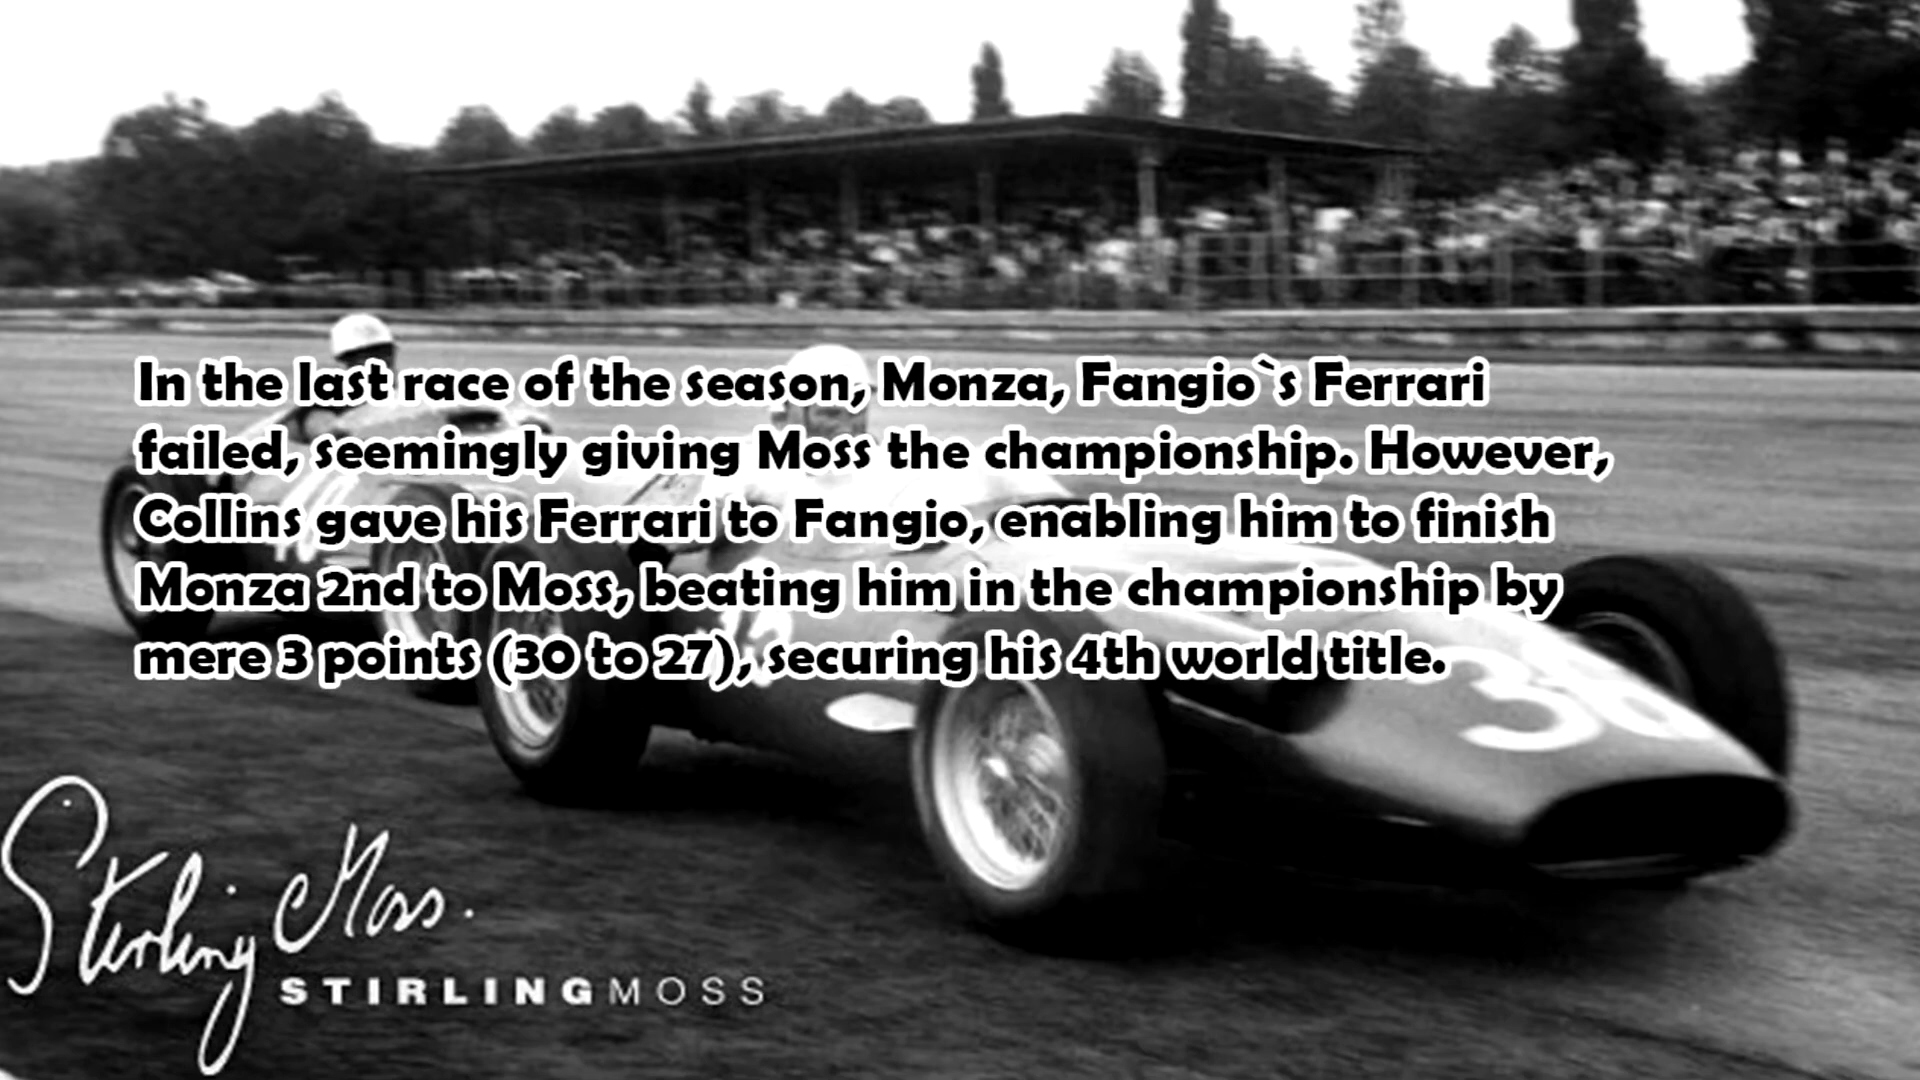 In the last race of the season, Monza, Fangio`s Ferrari
failed, seemingly giving Moss the championship. However,
Collins gave his Ferrari to Fangio, enabling him to finish
Monza 2nd to Moss, beating him in the championship by
mere 3 points (30 to 27), securing his 4th world title.
36
Stirling Moss.
STIRLINGMOSS